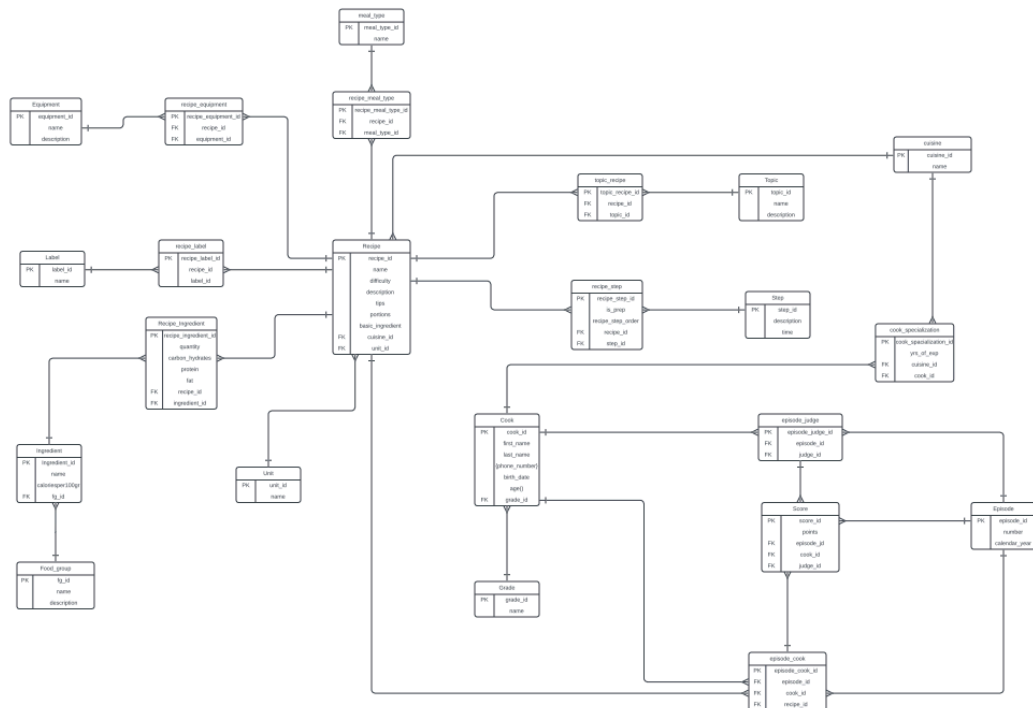 meal_type
PK meal_type_id
name
recipe_meal_type
PK recipe_meal_type_id
FK recipe_id
FK meal_type_id
Equipment
PK equipment_id
name
description
recipe_equipment
PK recipe_equipment_id
FK recipe_id
FK equipment_id
cuisine
PK cuisine_id
name
topic_recipe
PK topic_recipe_id
FK recipe_id
FK topic_id
Topic
PK topic_id
name
description
Label
PK label_id
name
recipe_label
PK recipe_label_id
FK recipe_id
FK label_id
Recipe
PK recipe_id
name
difficulty
description
tips
portions
basic_ingredient
FK cuisine_id
FK unit_id
recipe_step
PK recipe_step_id
is_prep
recipe_step_order
FK recipe_id
FK step_id
Step
PK step_id
description
time
Recipe_ingredient
PK recipe_ingredient_id
quantity
carbon_hydrates
protein
fat
FK recipe_id
FK ingredient_id
cook_specialization
PK cook_spacialization_id
yrs_of_exp
FK cuisine_id
FK cook_id
Ingredient
PK Ingredient_id
name
caloriesper100gr
FK fg_id
Unit
PK unit_id
name
Cook
PK cook_id
first_name
last_name
{phone_number}
birth_date
age()
FK grade_id
episode_judge
PK episode_judge_id
FK episode_id
FK judge_id
Score
PK score_id
points
FK episode_id
FK cook_id
FK judge_id
Episode
PK episode_id
number
calendar_year
Food_group
PK fg_id
name
description
Grade
PK grade_id
name
episode_cook
PK episode_cook_id
FK episode_id
FK cook_id
FK recipe_id